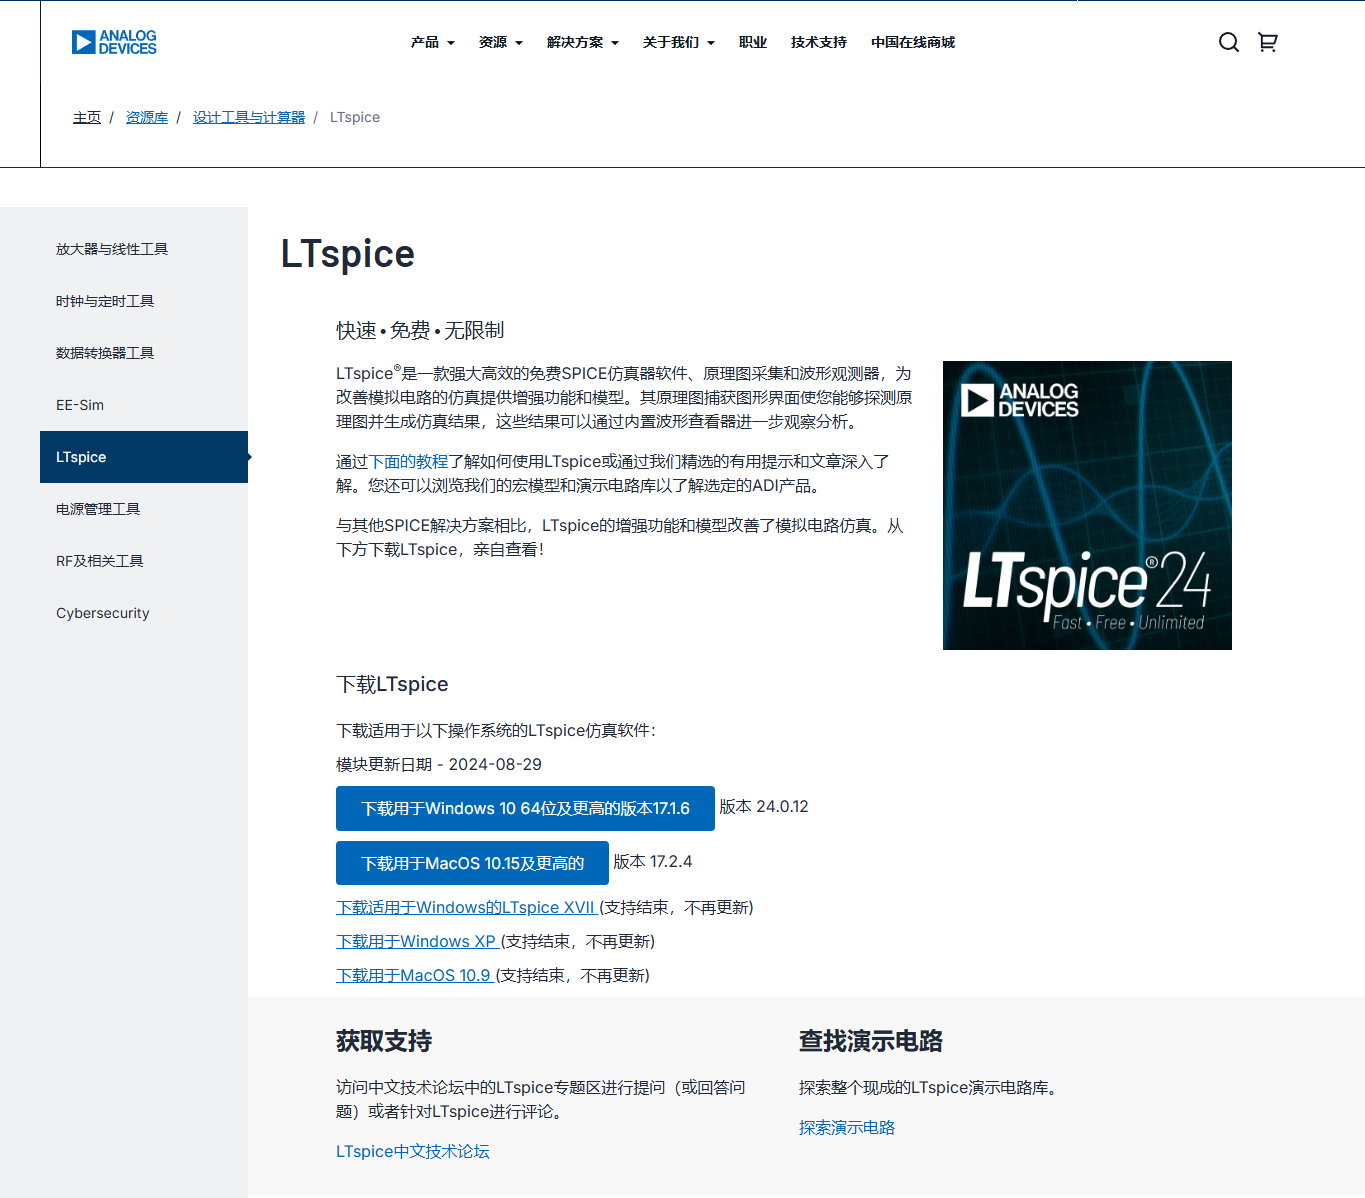 ANALOG
DEVICES
产品 资源 解决方案 关于我们 职业 技术支持 中国在线商城
主页 / 资源库 / 设计工具与计算器 / LTspice
放大器与线性工具
时钟与定时工具
数据转换器工具
EE-Sim
LTspice
电源管理工具
RF及相关工具
Cybersecurity
LTspice
快速 • 免费 • 无限制
LTspice®是一款强大高效的免费SPICE仿真器软件、原理图采集和波形观测器，为
改善模拟电路的仿真提供增强功能和模型。其原理图捕获图形界面使您能够探测原
理图并生成仿真结果，这些结果可以通过内置波形查看器进一步观察分析。
通过下面的教程了解如何使用LTspice或通过我们精选的有用提示和文章深入了
解。您还可以浏览我们的宏模型和演示电路库以了解选定的ADI产品。
与其他SPICE解决方案相比，LTspice的增强功能和模型改善了模拟电路仿真。从
下方下载LTspice，亲自查看！
ANALOG
DEVICES
LTspice®24
Fast • Free • Unlimited
下载LTspice
下载适用于以下操作系统的LTspice仿真软件：
模块更新日期 - 2024-08-29
下载用于Windows 10 64位及更高的版本17.1.6 版本 24.0.12
下载用于MacOS 10.15及更高的 版本 17.2.4
下载适用于Windows的LTspice XVII (支持结束，不再更新)
下载用于Windows XP (支持结束，不再更新)
下载用于MacOS 10.9 (支持结束，不再更新)
获取支持
访问中文技术论坛中的LTspice专题区进行提问（或回答问
题）或者针对LTspice进行评论。
LTspice中文技术论坛
查找演示电路
探索整个现成的LTspice演示电路库。
探索演示电路